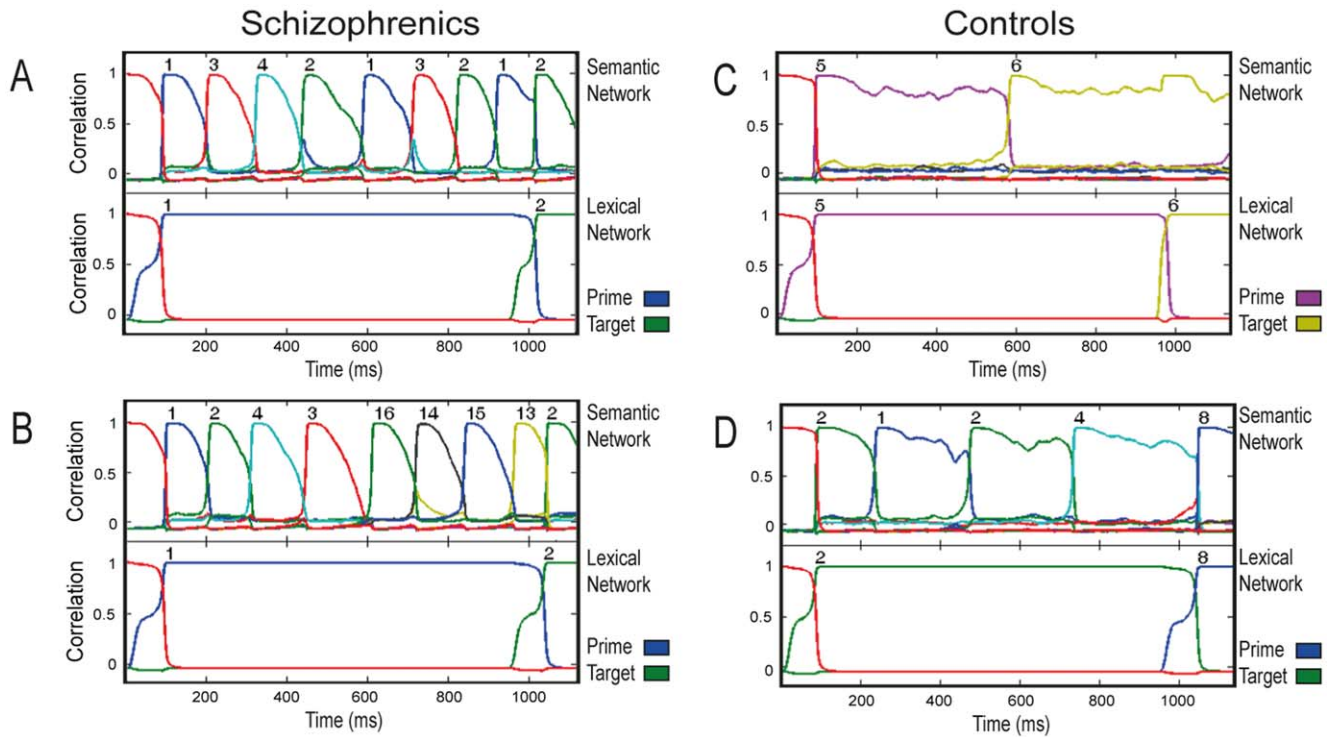 Schizophrenics
Controls
A
1 3 4 2 1 3 2 1 2
Semantic
Network
Correlation
1
0.5
0
1 2
Lexical
Network
Correlation
1
0.5
0
Prime
Target
200 400 600 800 1000
Time (ms)
C
5 6
Semantic
Network
1
0.5
0
5 6
Lexical
Network
1
0.5
0
Prime
Target
200 400 600 800 1000
Time (ms)
B
1 2 4 3 16 14 15 13 2
Semantic
Network
Correlation
1
0.5
0
1 2
Lexical
Network
Correlation
1
0.5
0
Prime
Target
200 400 600 800 1000
Time (ms)
D
2 1 2 4 8
Semantic
Network
1
0.5
0
2 8
Lexical
Network
1
0.5
0
Prime
Target
200 400 600 800 1000
Time (ms)